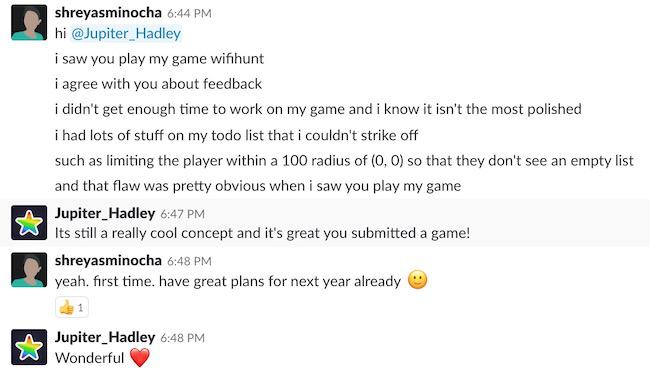 shreyasminocha 6:44 PM
hi @Jupiter_Hadley
i saw you play my game wifihunt
i agree with you about feedback
i didn't get enough time to work on my game and i know it isn't the most polished
i had lots of stuff on my todo list that i couldn't strike off
such as limiting the player within a 100 radius of (0, 0) so that they don't see an empty list
and that flaw was pretty obvious when i saw you play my game
Jupiter_Hadley 6:47 PM
Its still a really cool concept and it's great you submitted a game!
shreyasminocha 6:48 PM
yeah. first time. have great plans for next year already 🙂
👍 1
Jupiter_Hadley 6:48 PM
Wonderful ❤️